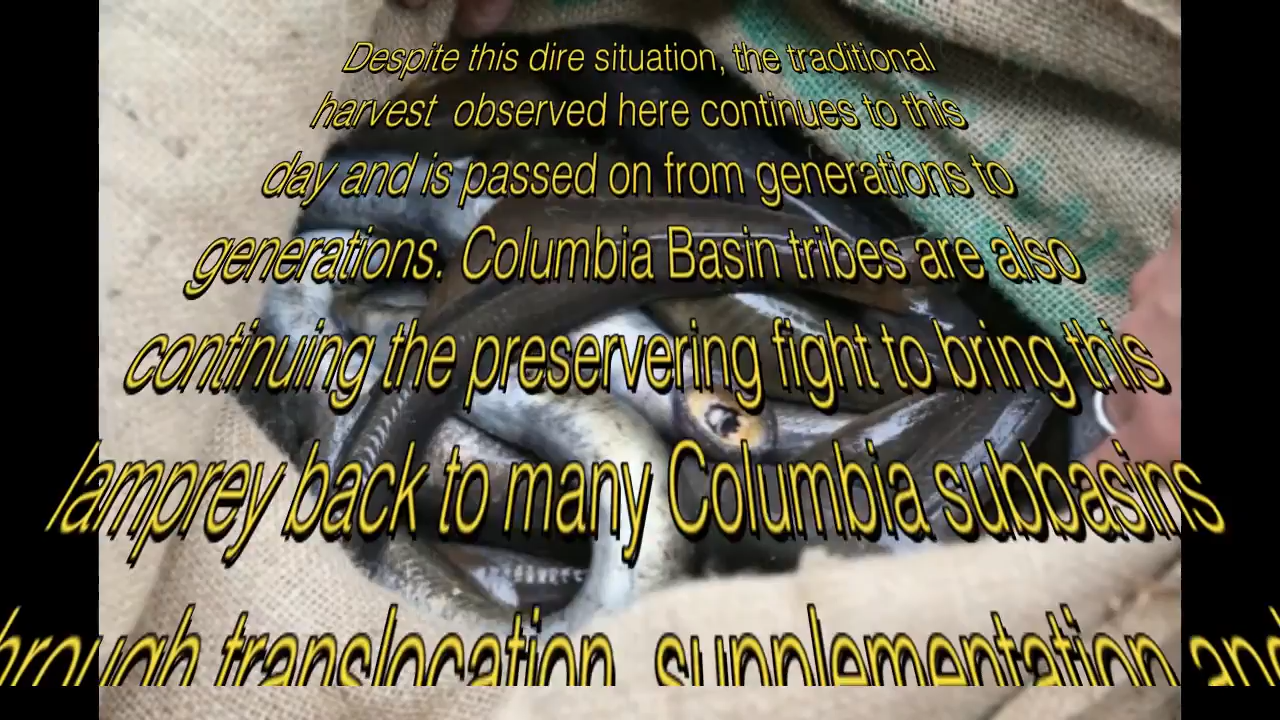 Despite this dire situation, the traditional
harvest observed here continues to this
day and is passed on from generations to
generations. Columbia Basin tribes are also
continuing the preservering fight to bring this
lamprey back to many Columbia subbasins
through translocation, supplementation and